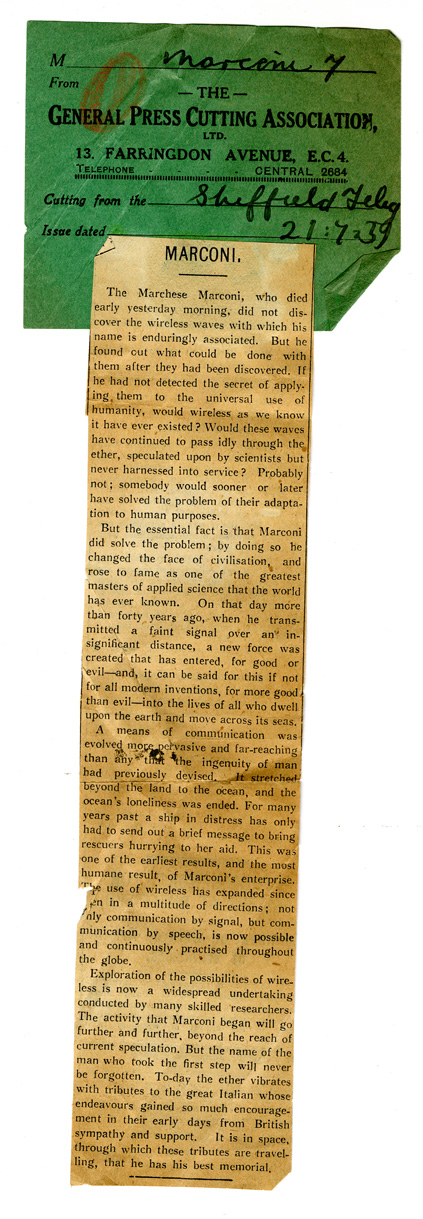 M Marconi 7
From
— THE —
GENERAL PRESS CUTTING ASSOCIATION,
LTD.
13, FARRINGDON AVENUE, E.C.4.
TELEPHONE - - - - CENTRAL 2684
Cutting from the Sheffield Teleg
Issue dated 21:7:39
MARCONI.
The Marchese Marconi, who died
early yesterday morning, did not dis-
cover the wireless waves with which his
name is enduringly associated. But he
found out what could be done with
them after they had been discovered. If
he had not detected the secret of apply-
ing them to the universal use of
humanity, would wireless as we know
it have ever existed? Would these waves
have continued to pass idly through the
ether, speculated upon by scientists but
never harnessed into service? Probably
not; somebody would sooner or later
have solved the problem of their adapta-
tion to human purposes.
But the essential fact is that Marconi
did solve the problem; by doing so he
changed the face of civilisation, and
rose to fame as one of the greatest
masters of applied science that the world
has ever known. On that day more
than forty years ago, when he trans-
mitted a faint signal over an in-
significant distance, a new force was
created that has entered, for good or
evil—and, it can be said for this if not
for all modern inventions, for more good
than evil—into the lives of all who dwell
upon the earth and move across its seas.
A means of communication was
evolved more pervasive and far-reaching
than any that the ingenuity of man
had previously devised. It stretched
beyond the land to the ocean, and the
ocean's loneliness was ended. For many
years past a ship in distress has only
had to send out a brief message to bring
rescuers hurrying to her aid. This was
one of the earliest results, and the most
humane result, of Marconi's enterprise.
The use of wireless has expanded since
en in a multitude of directions; not
nly communication by signal, but com-
munication by speech, is now possible
and continuously practised throughout
the globe.
Exploration of the possibilities of wire-
less is now a widespread undertaking
conducted by many skilled researchers.
The activity that Marconi began will go
further and further, beyond the reach of
current speculation. But the name of the
man who took the first step will never
be forgotten. To-day the ether vibrates
with tributes to the great Italian whose
endeavours gained so much encourage-
ment in their early days from British
sympathy and support. It is in space,
through which these tributes are travel-
ling, that he has his best memorial.